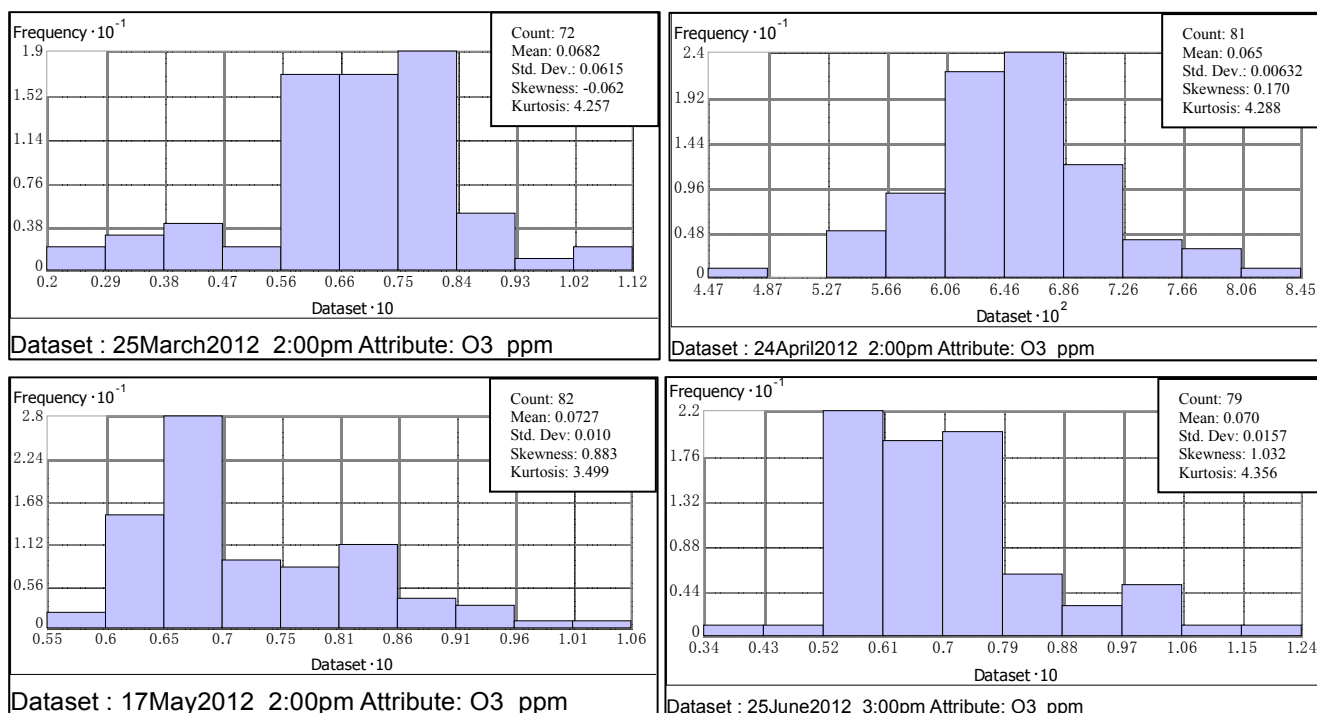 Frequency · 10⁻¹
Count: 72
Mean: 0.0682
Std. Dev.: 0.0615
Skewness: -0.062
Kurtosis: 4.257
1.9
1.52
1.14
0.76
0.38
0
0.2 0.29 0.38 0.47 0.56 0.66 0.75 0.84 0.93 1.02 1.12
Dataset · 10
Dataset : 25March2012 2:00pm Attribute: O3 ppm
Frequency · 10⁻¹
Count: 81
Mean: 0.065
Std. Dev.: 0.00632
Skewness: 0.170
Kurtosis: 4.288
2.4
1.92
1.44
0.96
0.48
0
4.47 4.87 5.27 5.66 6.06 6.46 6.86 7.26 7.66 8.06 8.45
Dataset · 10²
Dataset : 24April2012 2:00pm Attribute: O3 ppm
Frequency · 10⁻¹
Count: 82
Mean: 0.0727
Std. Dev: 0.010
Skewness: 0.883
Kurtosis: 3.499
2.8
2.24
1.68
1.12
0.56
0
0.55 0.6 0.65 0.7 0.75 0.81 0.86 0.91 0.96 1.01 1.06
Dataset · 10
Dataset : 17May2012 2:00pm Attribute: O3 ppm
Frequency · 10⁻¹
Count: 79
Mean: 0.070
Std. Dev: 0.0157
Skewness: 1.032
Kurtosis: 4.356
2.2
1.76
1.32
0.88
0.44
0
0.34 0.43 0.52 0.61 0.7 0.79 0.88 0.97 1.06 1.15 1.24
Dataset · 10
Dataset : 25June2012 3:00pm Attribute: O3 ppm